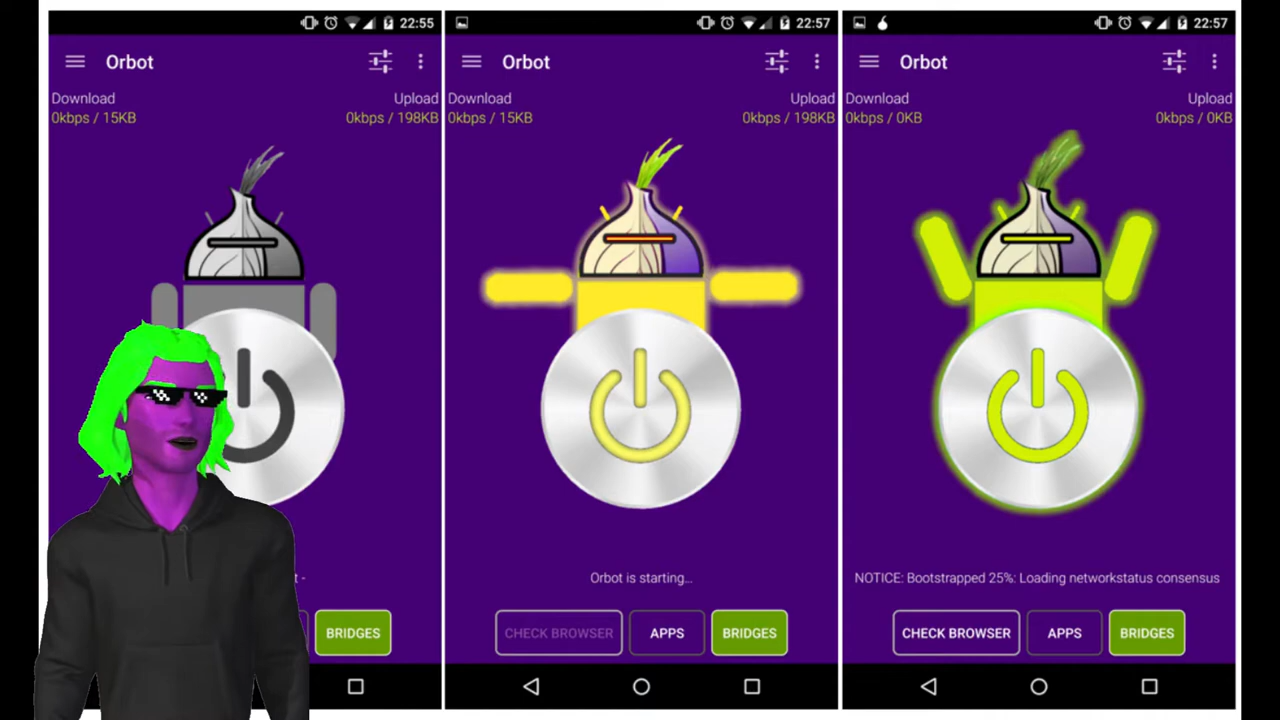 22:55
Orbot
Download Upload
0kbps / 15KB 0kbps / 198KB
BRIDGES
22:57
Orbot
Download Upload
0kbps / 15KB 0kbps / 198KB
Orbot is starting...
CHECK BROWSER APPS BRIDGES
22:57
Orbot
Download Upload
0kbps / 0KB 0kbps / 0KB
NOTICE: Bootstrapped 25%: Loading networkstatus consensus
CHECK BROWSER APPS BRIDGES